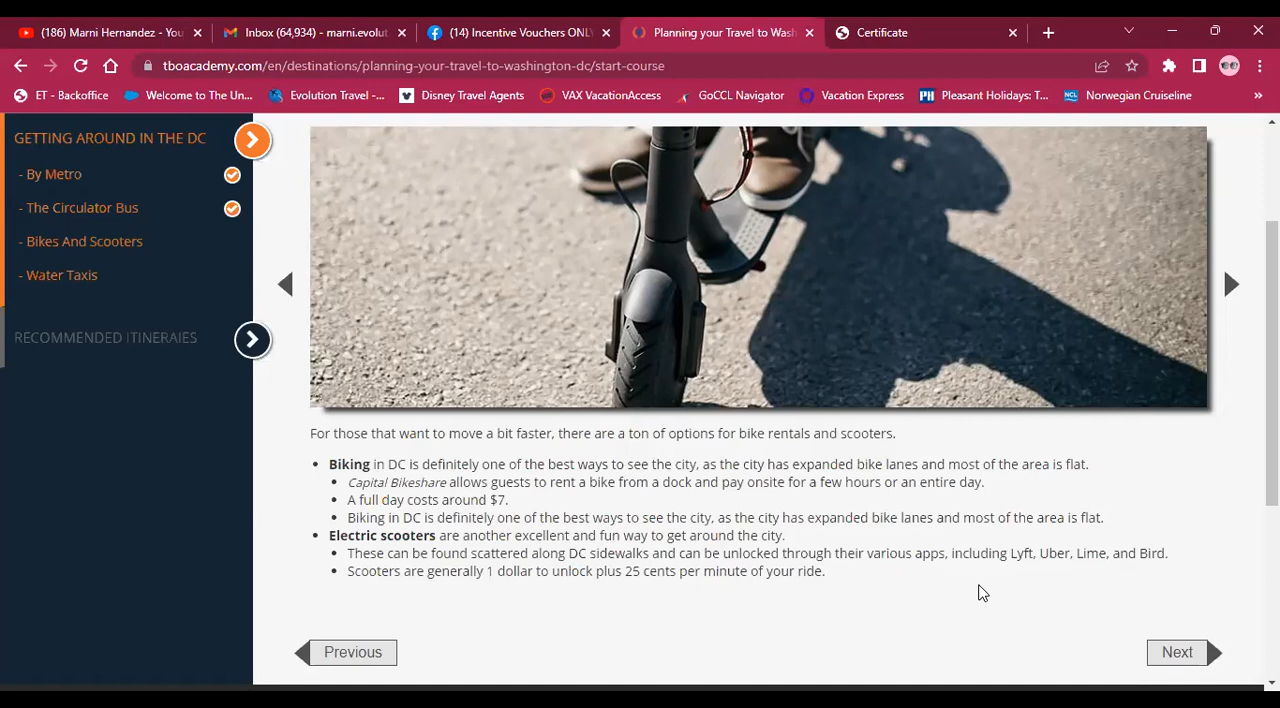 (186) Marni Hernandez - You
Inbox (64,934) - marni.evolut
(14) Incentive Vouchers ONL
Planning your Travel to Wash
Certificate
tboacademy.com/en/destinations/planning-your-travel-to-washington-dc/start-course
ET - Backoffice
Welcome to The Un...
Evolution Travel -...
Disney Travel Agents
VAX VacationAccess
GoCCL Navigator
Vacation Express
PH Pleasant Holidays: T...
NCL Norwegian Cruiseline
GETTING AROUND IN THE DC
- By Metro
- The Circulator Bus
- Bikes And Scooters
- Water Taxis
RECOMMENDED ITINERAIES
For those that want to move a bit faster, there are a ton of options for bike rentals and scooters.
Biking in DC is definitely one of the best ways to see the city, as the city has expanded bike lanes and most of the area is flat.
Capital Bikeshare allows guests to rent a bike from a dock and pay onsite for a few hours or an entire day.
A full day costs around $7.
Biking in DC is definitely one of the best ways to see the city, as the city has expanded bike lanes and most of the area is flat.
Electric scooters are another excellent and fun way to get around the city.
These can be found scattered along DC sidewalks and can be unlocked through their various apps, including Lyft, Uber, Lime, and Bird.
Scooters are generally 1 dollar to unlock plus 25 cents per minute of your ride.
Previous
Next